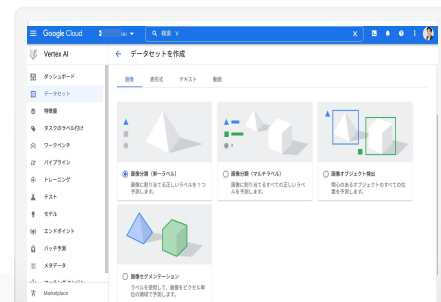 Google Cloud
検索 V
Vertex AI
データセットを作成
ダッシュボード
データセット
特徴量
タスクのラベル付け
ワークベンチ
パイプライン
トレーニング
テスト
モデル
エンドポイント
バッチ予測
メタデータ
Marketplace
画像 表形式 テキスト 動画
画像分類（単一ラベル）
画像に割り当てる正しいラベルを 1 つ
予測します。
画像分類（マルチラベル）
画像に割り当てるすべての正しいラベ
ルを予測します。
画像オブジェクト検出
関心のあるオブジェクトのすべての位
置を予測します。
画像セグメンテーション
ラベルを使用して、画像をピクセル単
位の領域で予測します。